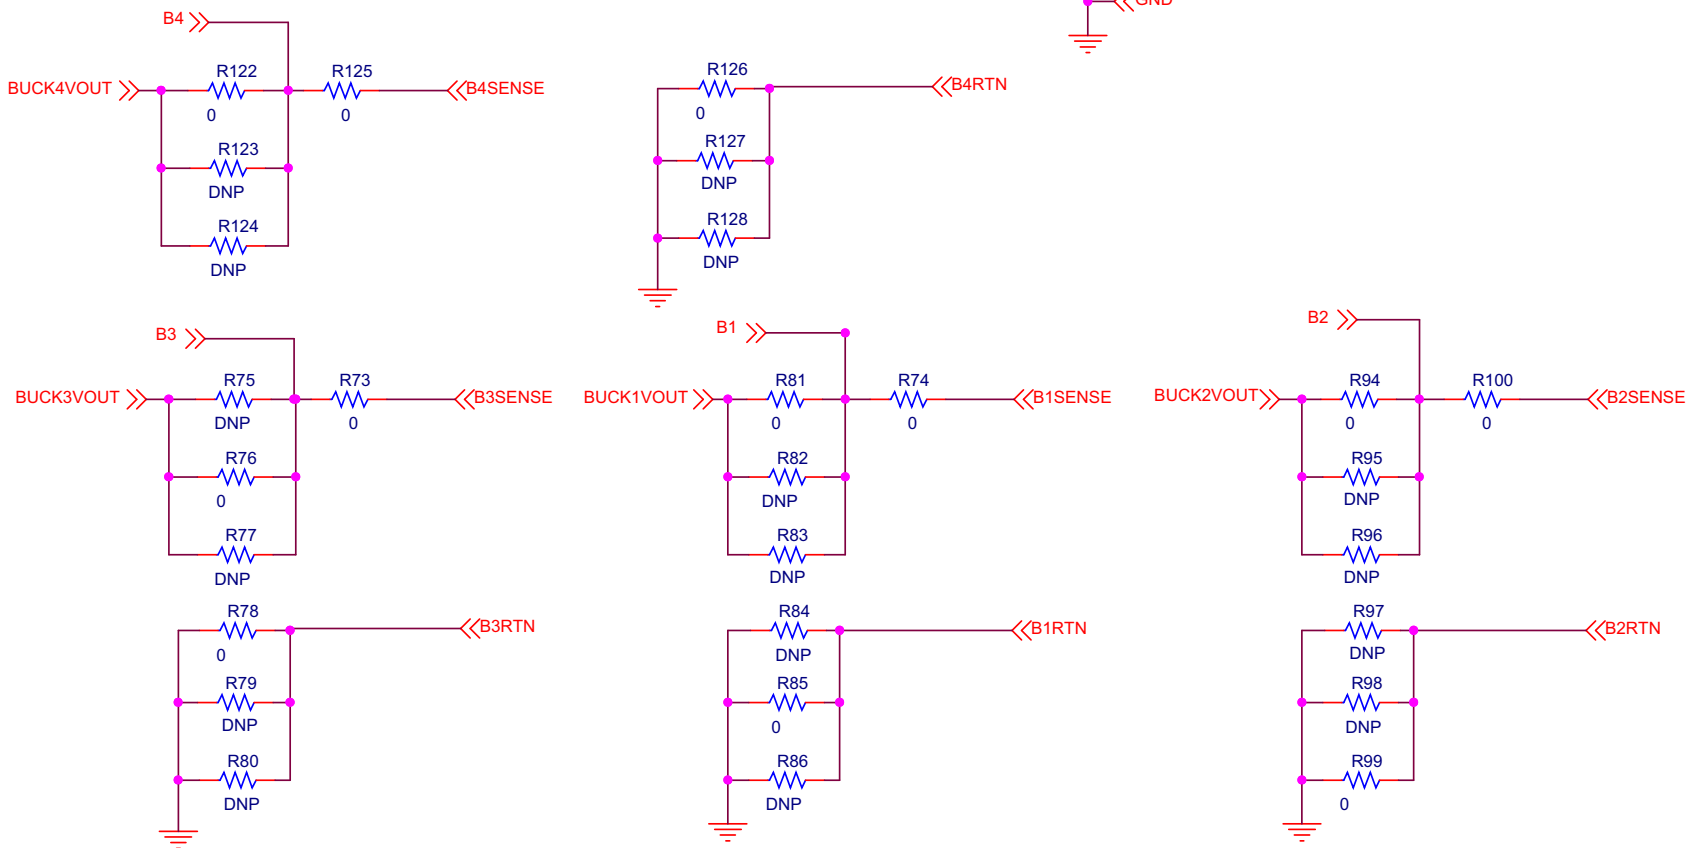 GND
B4
BUCK4VOUT
R122
0
R125
0
B4SENSE
R123
DNP
R124
DNP
R126
0
B4RTN
R127
DNP
R128
DNP
B3
BUCK3VOUT
R75
DNP
R73
0
B3SENSE
R76
0
R77
DNP
R78
0
B3RTN
R79
DNP
R80
DNP
B1
BUCK1VOUT
R81
0
R74
0
B1SENSE
R82
DNP
R83
DNP
R84
DNP
B1RTN
R85
0
R86
DNP
B2
BUCK2VOUT
R94
0
R100
0
B2SENSE
R95
DNP
R96
DNP
R97
DNP
B2RTN
R98
DNP
R99
0